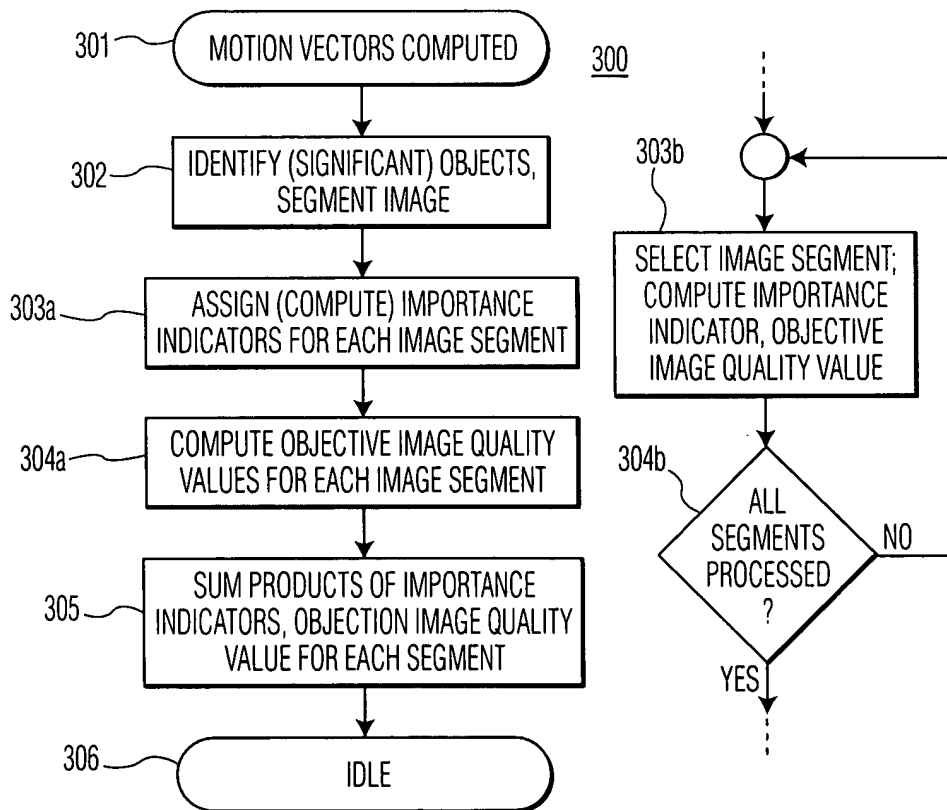 301
MOTION VECTORS COMPUTED
302
IDENTIFY (SIGNIFICANT) OBJECTS,
SEGMENT IMAGE
303a
ASSIGN (COMPUTE) IMPORTANCE
INDICATORS FOR EACH IMAGE SEGMENT
304a
COMPUTE OBJECTIVE IMAGE QUALITY
VALUES FOR EACH IMAGE SEGMENT
305
SUM PRODUCTS OF IMPORTANCE
INDICATORS, OBJECTION IMAGE QUALITY
VALUE FOR EACH SEGMENT
306
IDLE
300
303b
SELECT IMAGE SEGMENT;
COMPUTE IMPORTANCE
INDICATOR, OBJECTIVE
IMAGE QUALITY VALUE
304b
ALL
SEGMENTS
PROCESSED
?
NO
YES